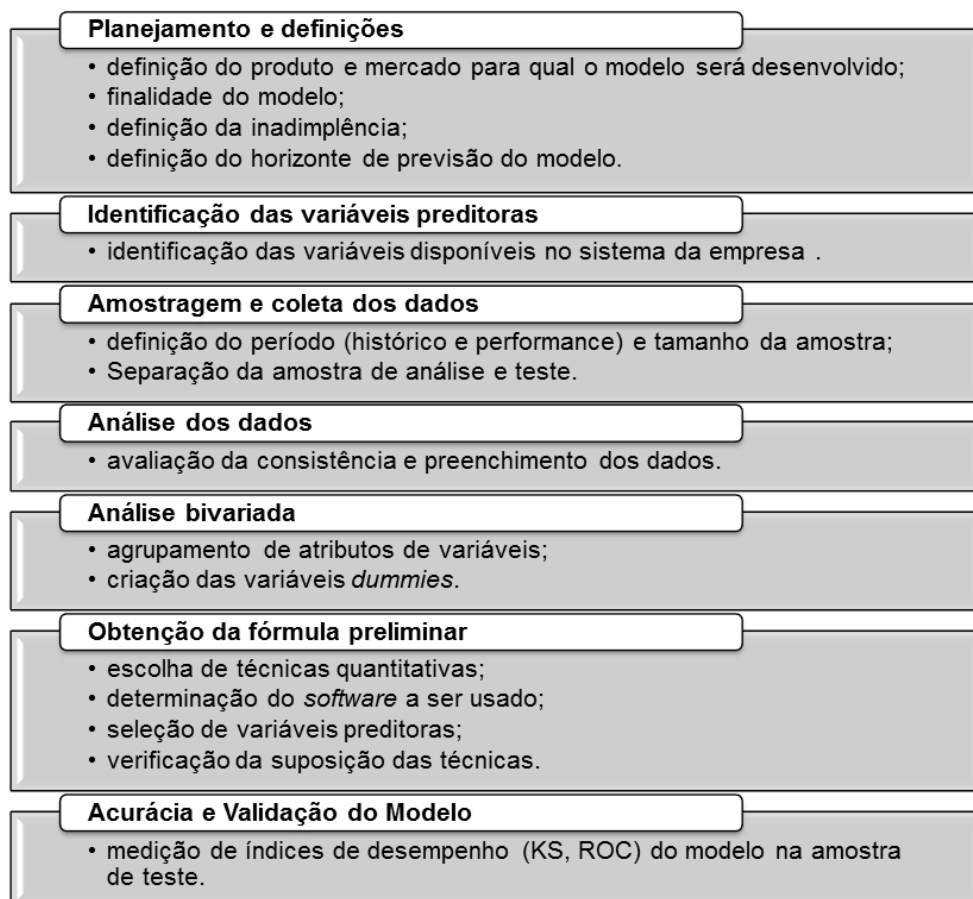 Planejamento e definições
• definição do produto e mercado para qual o modelo será desenvolvido;
• finalidade do modelo;
• definição da inadimplência;
• definição do horizonte de previsão do modelo.
Identificação das variáveis preditoras
• identificação das variáveis disponíveis no sistema da empresa .
Amostragem e coleta dos dados
• definição do período (histórico e performance) e tamanho da amostra;
• Separação da amostra de análise e teste.
Análise dos dados
• avaliação da consistência e preenchimento dos dados.
Análise bivariada
• agrupamento de atributos de variáveis;
• criação das variáveis dummies.
Obtenção da fórmula preliminar
• escolha de técnicas quantitativas;
• determinação do software a ser usado;
• seleção de variáveis preditoras;
• verificação da suposição das técnicas.
Acurácia e Validação do Modelo
• medição de índices de desempenho (KS, ROC) do modelo na amostra
de teste.